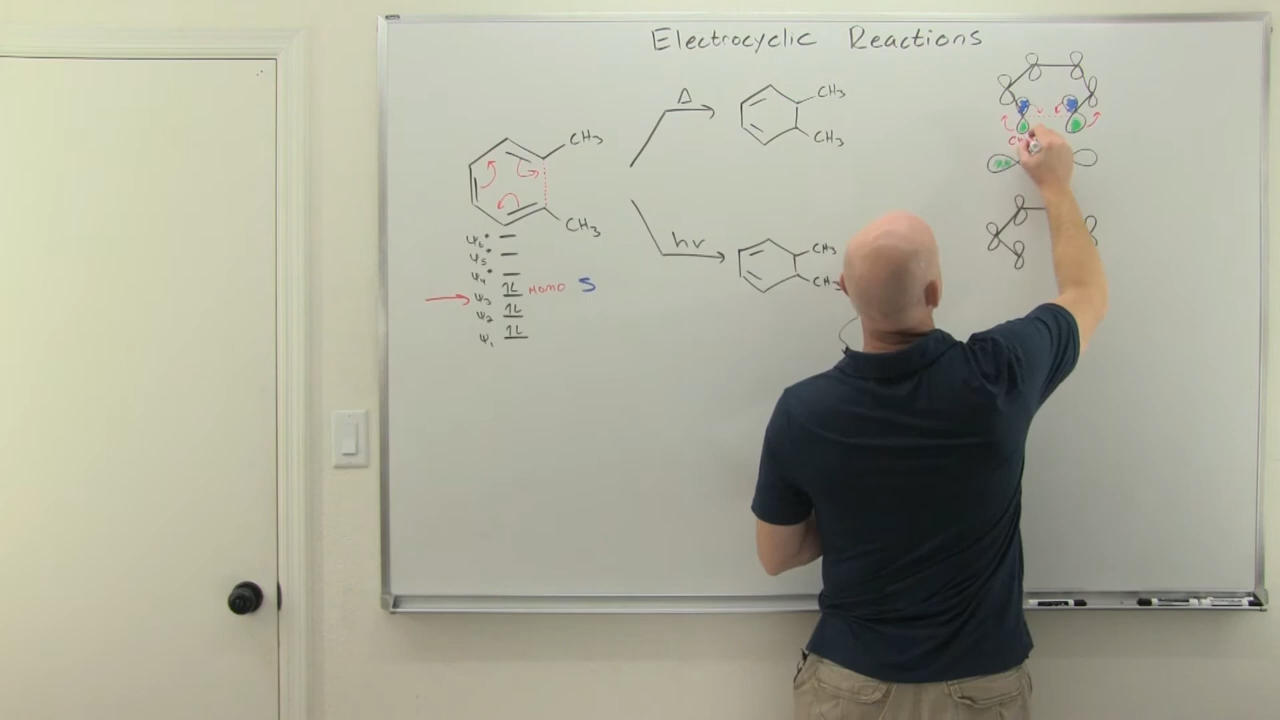 Electrocyclic Reactions
Δ
CH₃
CH₃
CH₃
CH₃
hν
CH₃
CH₃
ψ₆*
ψ₅*
ψ₄*
ψ₃ HOMO S
ψ₂
ψ₁